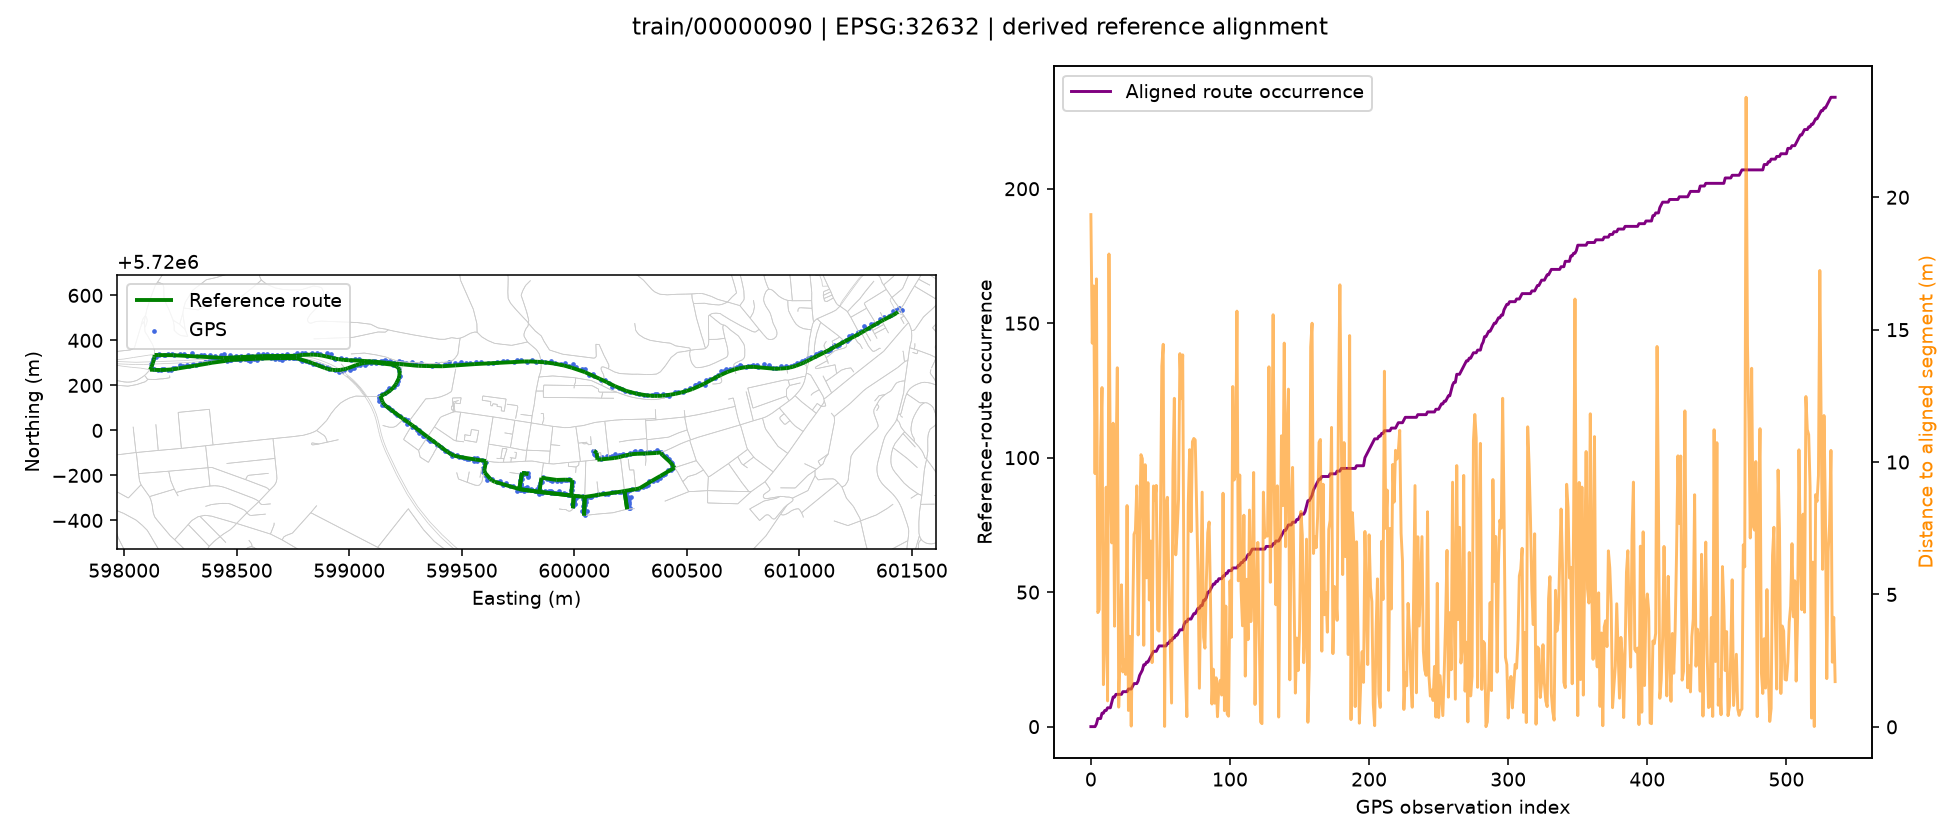 train/00000090 | EPSG:32632 | derived reference alignment
+5.72e6
Reference route
GPS
600
400
200
0
−200
−400
Northing (m)
598000 598500 599000 599500 600000 600500 601000 601500
Easting (m)
Aligned route occurrence
200
150
100
50
0
Reference-route occurrence
20
15
10
5
0
Distance to aligned segment (m)
0 100 200 300 400 500
GPS observation index